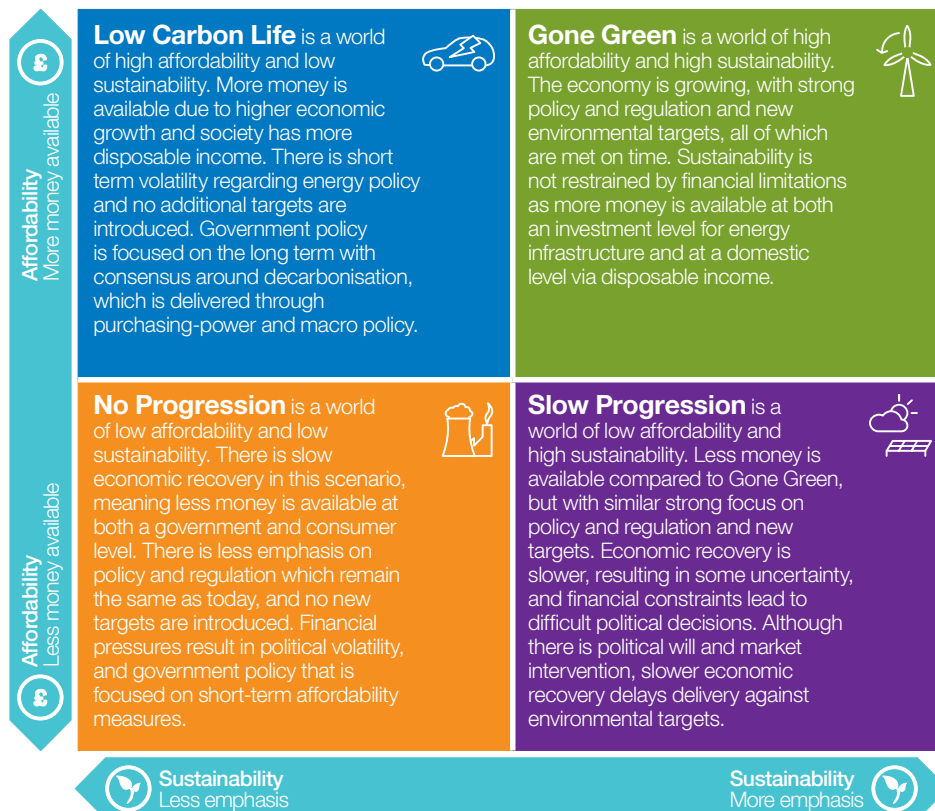 Low Carbon Life is a world
of high affordability and low
sustainability. More money is
available due to higher economic
growth and society has more
disposable income. There is short
term volatility regarding energy policy
and no additional targets are
introduced. Government policy
is focused on the long term with
consensus around decarbonisation,
which is delivered through
purchasing-power and macro policy.
Gone Green is a world of high
affordability and high sustainability.
The economy is growing, with strong
policy and regulation and new
environmental targets, all of which
are met on time. Sustainability is
not restrained by financial limitations
as more money is available at both
an investment level for energy
infrastructure and at a domestic
level via disposable income.
£
Affordability
More money available
No Progression is a world
of low affordability and low
sustainability. There is slow
economic recovery in this scenario,
meaning less money is available at
both a government and consumer
level. There is less emphasis on
policy and regulation which remain
the same as today, and no new
targets are introduced. Financial
pressures result in political volatility,
and government policy that is
focused on short-term affordability
measures.
Slow Progression is a
world of low affordability and
high sustainability. Less money is
available compared to Gone Green,
but with similar strong focus on
policy and regulation and new
targets. Economic recovery is
slower, resulting in some uncertainty,
and financial constraints lead to
difficult political decisions. Although
there is political will and market
intervention, slower economic
recovery delays delivery against
environmental targets.
Affordability
Less money available
£
Sustainability
Less emphasis
Sustainability
More emphasis